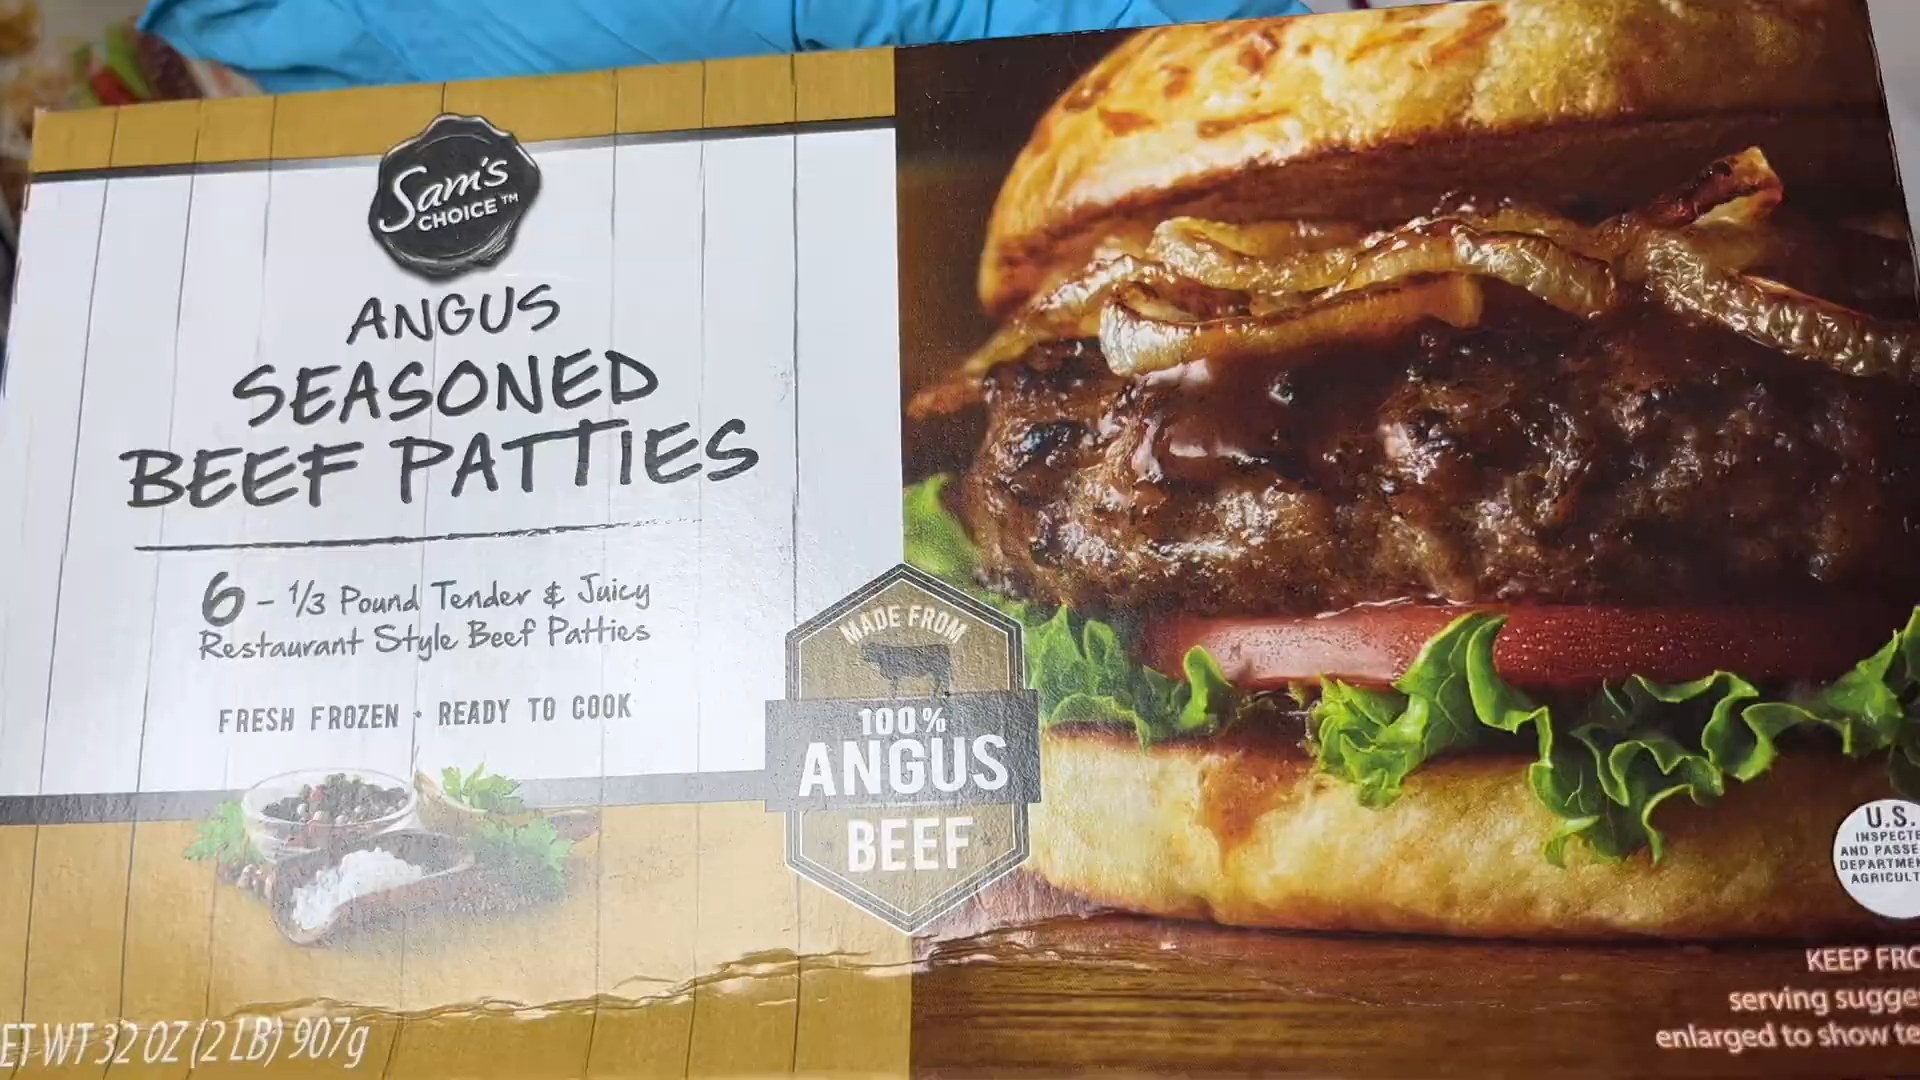 Sam's
CHOICE™
ANGUS
SEASONED
BEEF PATTIES
6 - 1/3 Pound Tender & Juicy
Restaurant Style Beef Patties
FRESH FROZEN • READY TO COOK
MADE FROM
100%
ANGUS
BEEF
ET WT 32 OZ (2 LB) 907g
U.S.
INSPECTE
AND PASSE
DEPARTMEN
AGRICULT
KEEP FRO
serving sugges
enlarged to show te